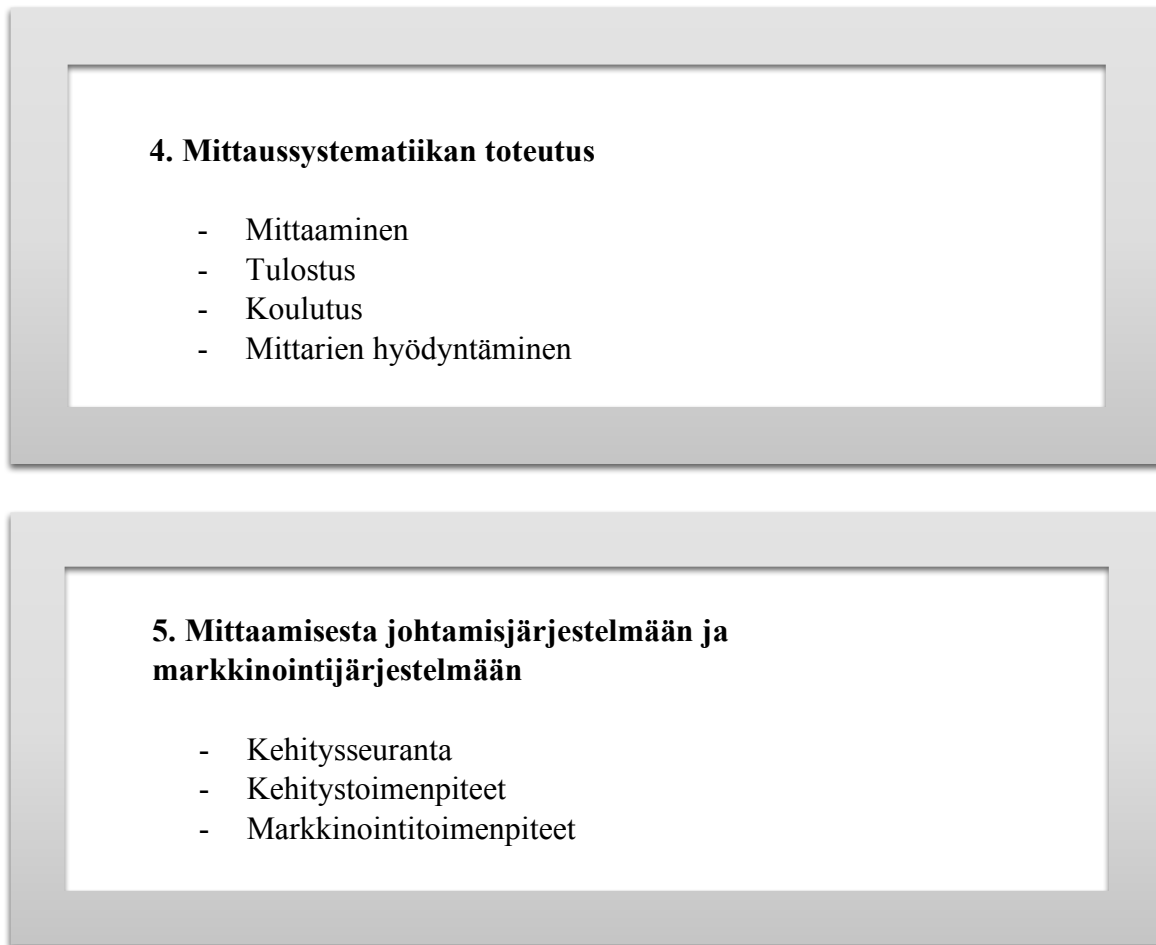 4. Mittaussystematiikan toteutus
- Mittaaminen
- Tulostus
- Koulutus
- Mittarien hyödyntäminen
5. Mittaamisesta johtamisjärjestelmään ja
markkinointijärjestelmään
- Kehitysseuranta
- Kehitystoimenpiteet
- Markkinointitoimenpiteet